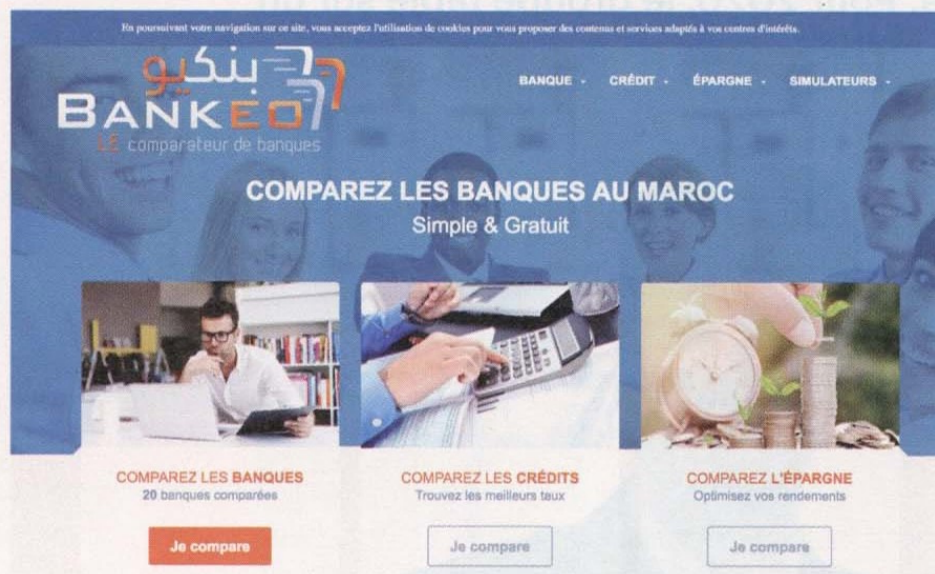 En poursuivant votre navigation sur ce site, vous acceptez l'utilisation de cookies pour vous proposer des contenus et services adaptés à vos centres d'intérêts.
بنكيو
BANKEO
LE comparateur de banques
BANQUE - CRÉDIT - ÉPARGNE - SIMULATEURS -
COMPAREZ LES BANQUES AU MAROC
Simple & Gratuit
COMPAREZ LES BANQUES
20 banques comparées
Je compare
COMPAREZ LES CRÉDITS
Trouvez les meilleurs taux
Je compare
COMPAREZ L'ÉPARGNE
Optimisez vos rendements
Je compare